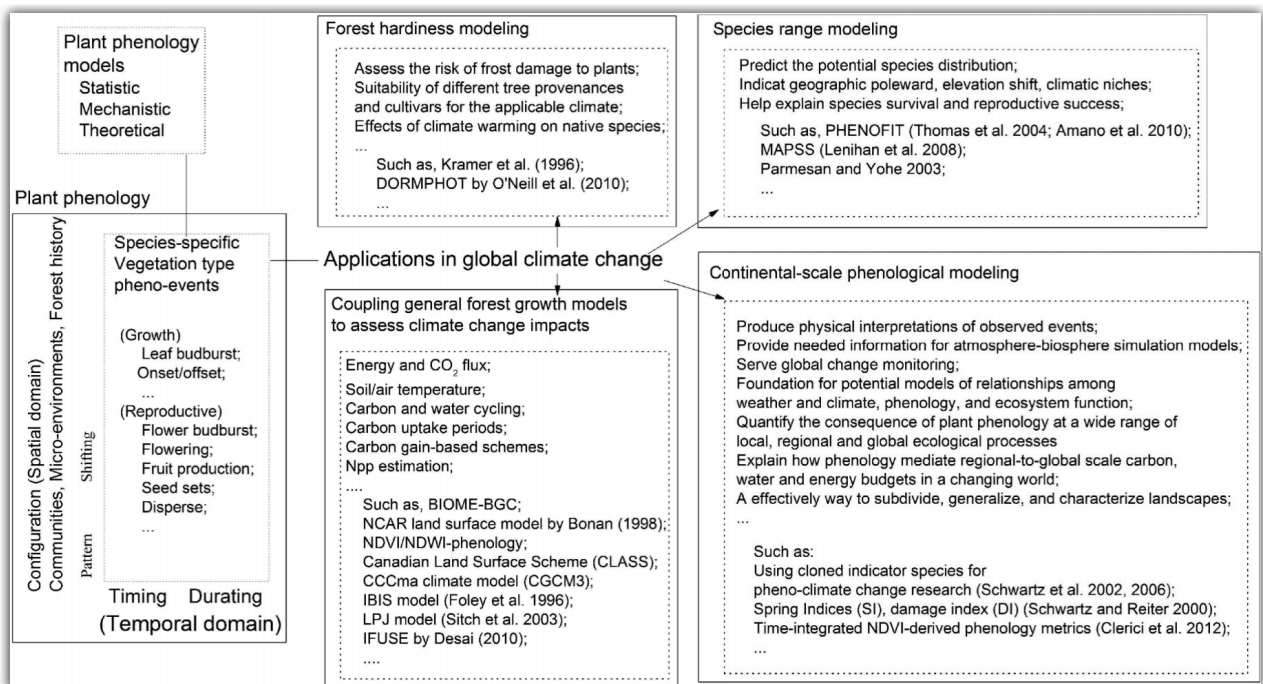 Plant phenology
models
Statistic
Mechanistic
Theoretical
Plant phenology
Configuration (Spatial domain)
Communities, Micro-environments, Forest history
Pattern
Shifting
Species-specific
Vegetation type
pheno-events
(Growth)
Leaf budburst;
Onset/offset;
...
(Reproductive)
Flower budburst;
Flowering;
Fruit production;
Seed sets;
Disperse;
...
Timing Durating
(Temporal domain)
Applications in global climate change
Forest hardiness modeling
Assess the risk of frost damage to plants;
Suitability of different tree provenances
and cultivars for the applicable climate;
Effects of climate warming on native species;
...
Such as, Kramer et al. (1996);
DORMPHOT by O'Neill et al. (2010);
...
Species range modeling
Predict the potential species distribution;
Indicat geographic poleward, elevation shift, climatic niches;
Help explain species survival and reproductive success;
Such as, PHENOFIT (Thomas et al. 2004; Amano et al. 2010);
MAPSS (Lenihan et al. 2008);
Parmesan and Yohe 2003;
...
Coupling general forest growth models
to assess climate change impacts
Energy and CO₂ flux;
Soil/air temperature;
Carbon and water cycling;
Carbon uptake periods;
Carbon gain-based schemes;
Npp estimation;
....
Such as, BIOME-BGC;
NCAR land surface model by Bonan (1998);
NDVI/NDWI-phenology;
Canadian Land Surface Scheme (CLASS);
CCCma climate model (CGCM3);
IBIS model (Foley et al. 1996);
LPJ model (Sitch et al. 2003);
IFUSE by Desai (2010);
....
Continental-scale phenological modeling
Produce physical interpretations of observed events;
Provide needed information for atmosphere-biosphere simulation models;
Serve global change monitoring;
Foundation for potential models of relationships among
weather and climate, phenology, and ecosystem function;
Quantify the consequence of plant phenology at a wide range of
local, regional and global ecological processes
Explain how phenology mediate regional-to-global scale carbon,
water and energy budgets in a changing world;
A effectively way to subdivide, generalize, and characterize landscapes;
...
Such as:
Using cloned indicator species for
pheno-climate change research (Schwartz et al. 2002, 2006);
Spring Indices (SI), damage index (DI) (Schwartz and Reiter 2000);
Time-integrated NDVI-derived phenology metrics (Clerici et al. 2012);
...